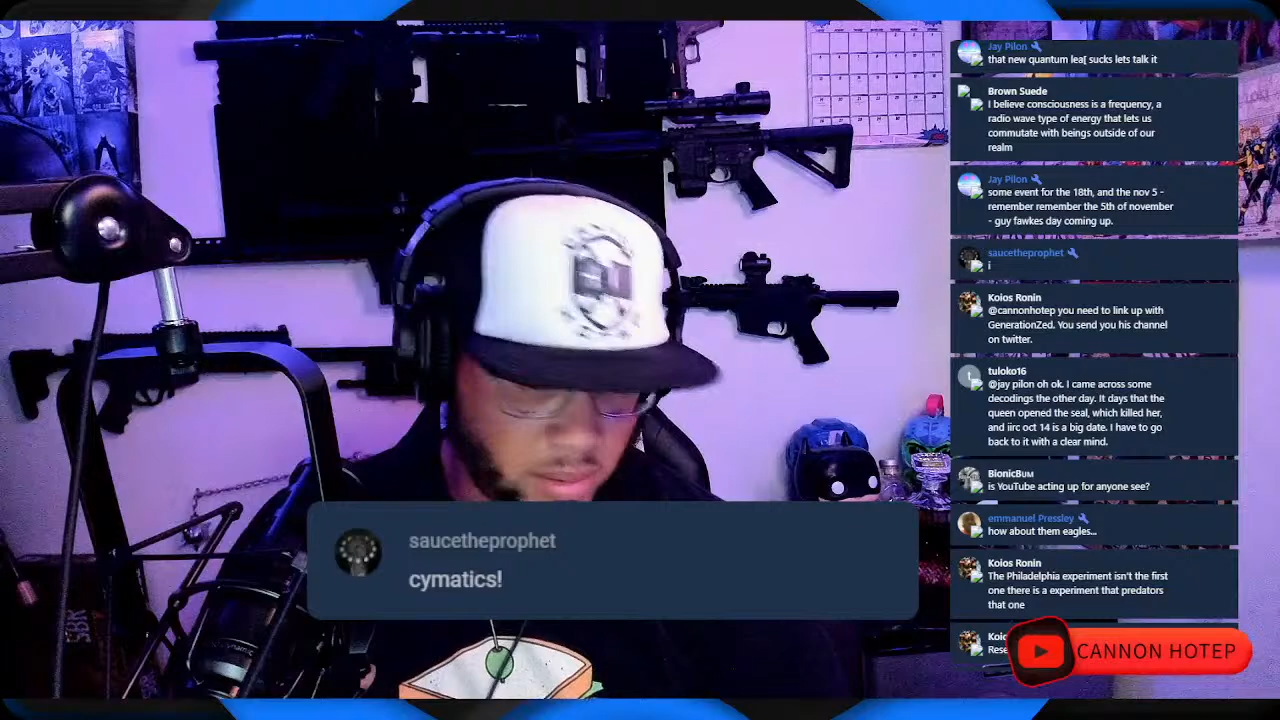 Jay Pilon
that new quantum lea[ sucks lets talk it
Brown Suede
I believe consciousness is a frequency, a
radio wave type of energy that lets us
commutate with beings outside of our
realm
Jay Pilon
some event for the 18th, and the nov 5 -
remember remember the 5th of november
- guy fawkes day coming up.
saucetheprophet
i
Koios Ronin
@cannonhotep you need to link up with
GenerationZed. You send you his channel
on twitter.
tuloko16
@jay pilon oh ok. I came across some
decodings the other day. It days that the
queen opened the seal, which killed her,
and iirc oct 14 is a big date. I have to go
back to it with a clear mind.
BionicBum
is YouTube acting up for anyone see?
emmanuel Pressley
how about them eagles...
Koios Ronin
The Philadelphia experiment isn't the first
one there is a experiment that predators
that one
Koio
Rese
saucetheprophet
cymatics!
CANNON HOTEP
SBR